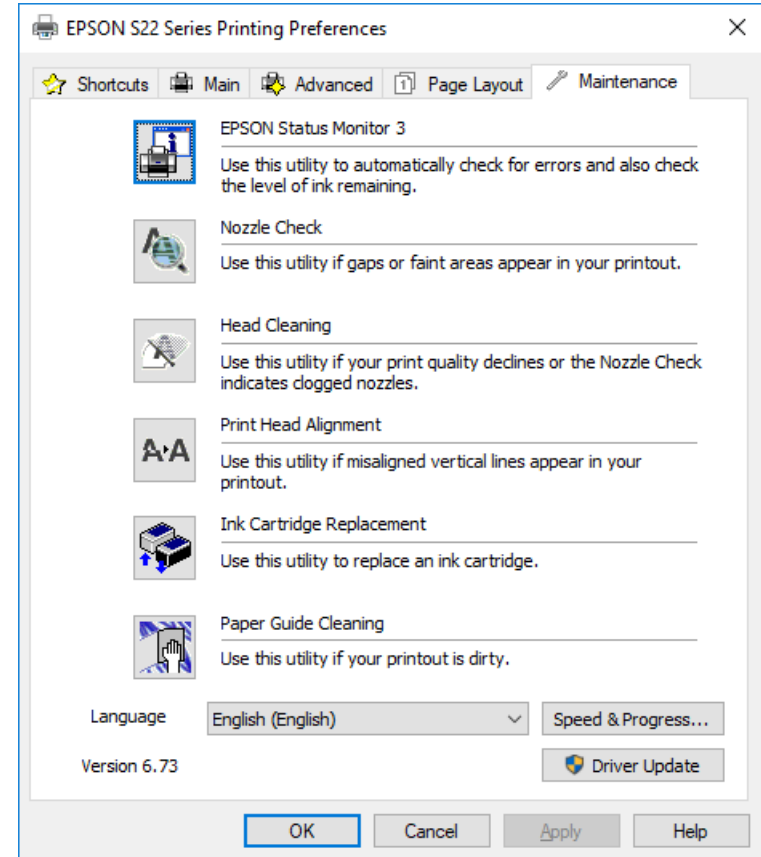 EPSON S22 Series Printing Preferences
Shortcuts Main Advanced 1 Page Layout Maintenance
EPSON Status Monitor 3
Use this utility to automatically check for errors and also check
the level of ink remaining.
Nozzle Check
Use this utility if gaps or faint areas appear in your printout.
Head Cleaning
Use this utility if your print quality declines or the Nozzle Check
indicates clogged nozzles.
Print Head Alignment
A A
Use this utility if misaligned vertical lines appear in your
printout.
Ink Cartridge Replacement
Use this utility to replace an ink cartridge.
Paper Guide Cleaning
Use this utility if your printout is dirty.
Language English (English) Speed & Progress...
Version 6.73 Driver Update
OK Cancel Apply Help